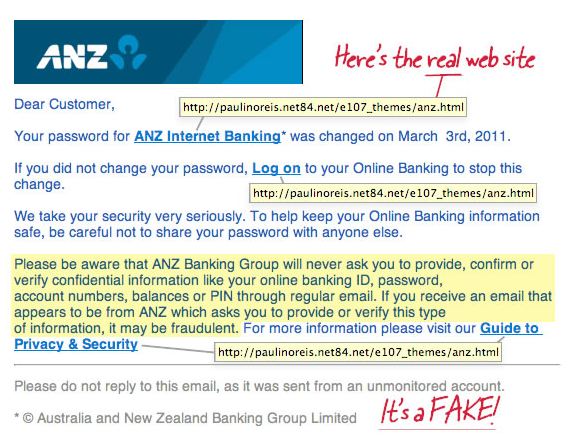 ANZ
Here's the real web site
Dear Customer,
http://paulinoreis.net84.net/e107_themes/anz.html
Your password for ANZ Internet Banking* was changed on March 3rd, 2011.
If you did not change your password, Log on to your Online Banking to stop this
change.
http://paulinoreis.net84.net/e107_themes/anz.html
We take your security very seriously. To help keep your Online Banking information
safe, be careful not to share your password with anyone else.
Please be aware that ANZ Banking Group will never ask you to provide, confirm or
verify confidential information like your online banking ID, password,
account numbers, balances or PIN through regular email. If you receive an email that
appears to be from ANZ which asks you to provide or verify this type
of information, it may be fraudulent. For more information please visit our Guide to
Privacy & Security
http://paulinoreis.net84.net/e107_themes/anz.html
Please do not reply to this email, as it was sent from an unmonitored account.
* © Australia and New Zealand Banking Group Limited
It's a FAKE!